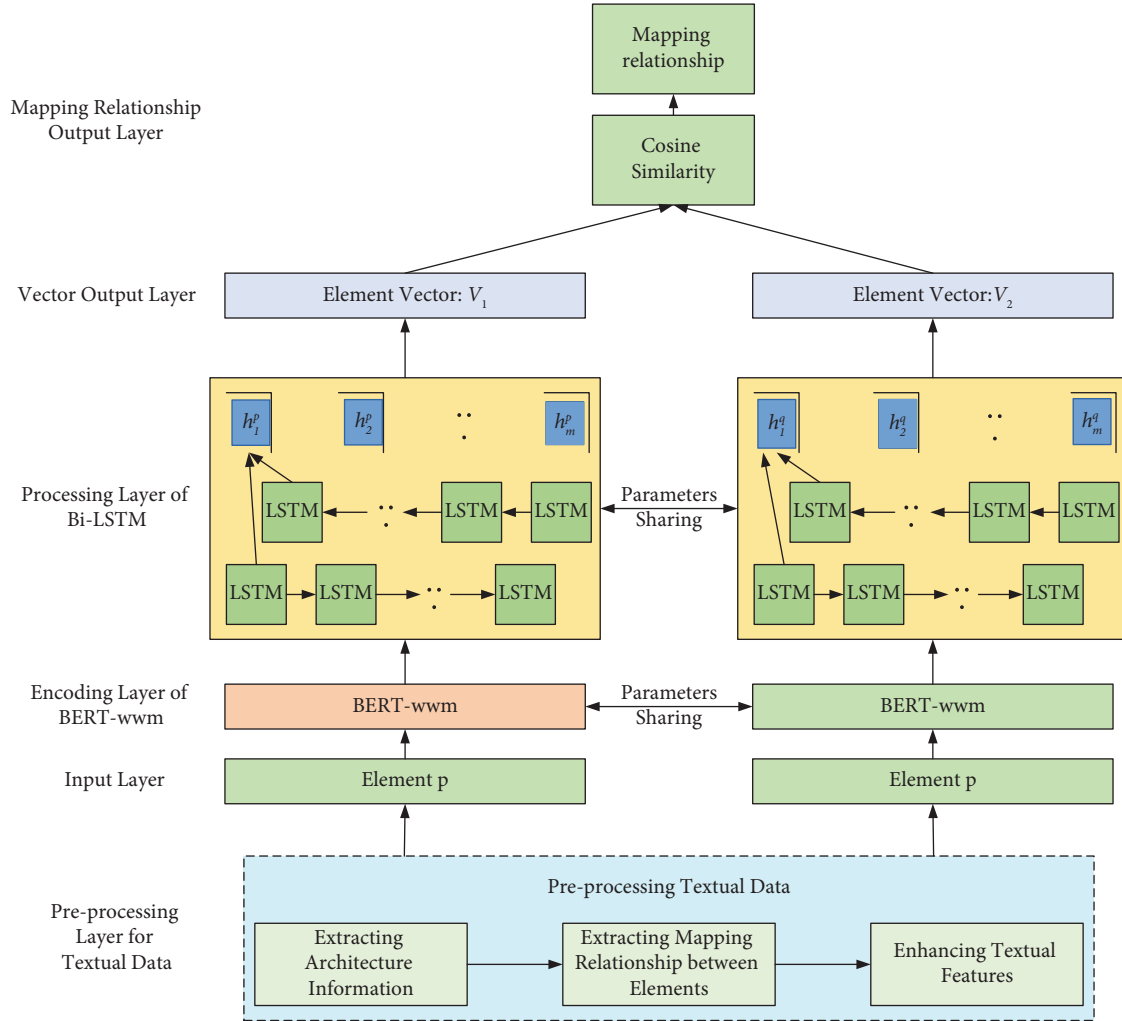 Mapping
relationship
Mapping Relationship
Output Layer
Cosine
Similarity
Vector Output Layer
Element Vector: V₁
Element Vector:V₂
h₁ᵖ
h₂ᵖ
hₘᵖ
h₁^q
h₂^q
hₘ^q
Processing Layer of
Bi-LSTM
LSTM
LSTM
LSTM
Parameters
Sharing
LSTM
LSTM
LSTM
LSTM
LSTM
LSTM
LSTM
LSTM
LSTM
Encoding Layer of
BERT-wwm
BERT-wwm
Parameters
Sharing
BERT-wwm
Input Layer
Element p
Element p
Pre-processing Textual Data
Pre-processing
Layer for
Textual Data
Extracting
Architecture
Information
Extracting Mapping
Relationship between
Elements
Enhancing Textual
Features